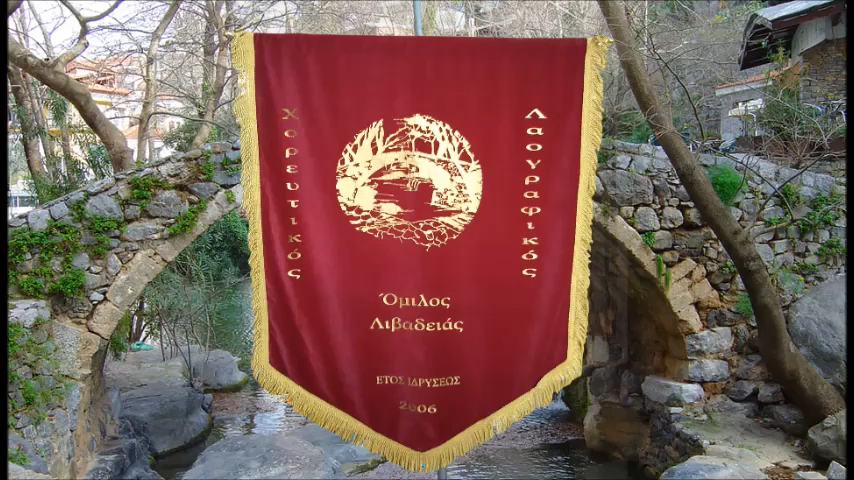 Χορευτικός
Λαογραφικός
Όμιλος
Λιβαδειάς
ΕΤΟΣ ΙΔΡΥΣΕΩΣ
2006